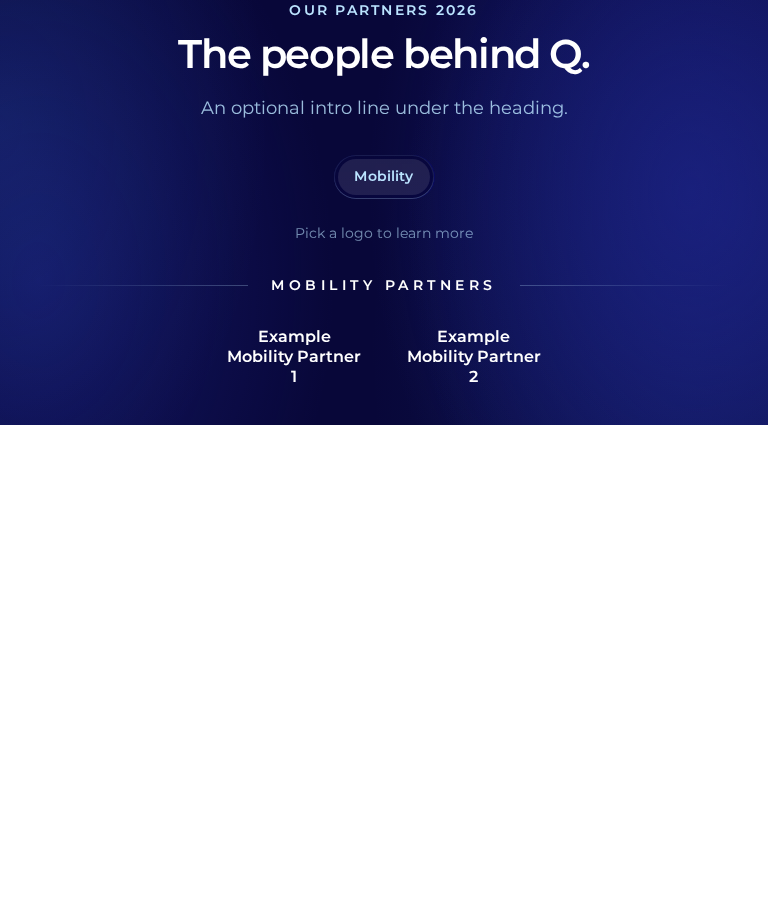 OUR PARTNERS 2026
The people behind Q.
An optional intro line under the heading.
Mobility
Pick a logo to learn more
MOBILITY PARTNERS
Example
Mobility Partner
1
Example
Mobility Partner
2